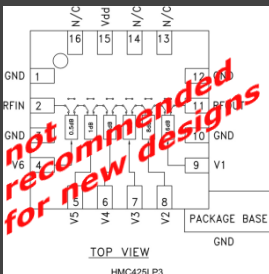 N/C
Vdd
N/C
N/C
16
15
14
13
GND
1
12
GND
RFIN
2
11
GND
10
GND
V6
4
9
V1
not
recommended
for new designs
5
6
7
8
V5
V4
V3
V2
PACKAGE BASE
GND
TOP VIEW
HMC425LP3